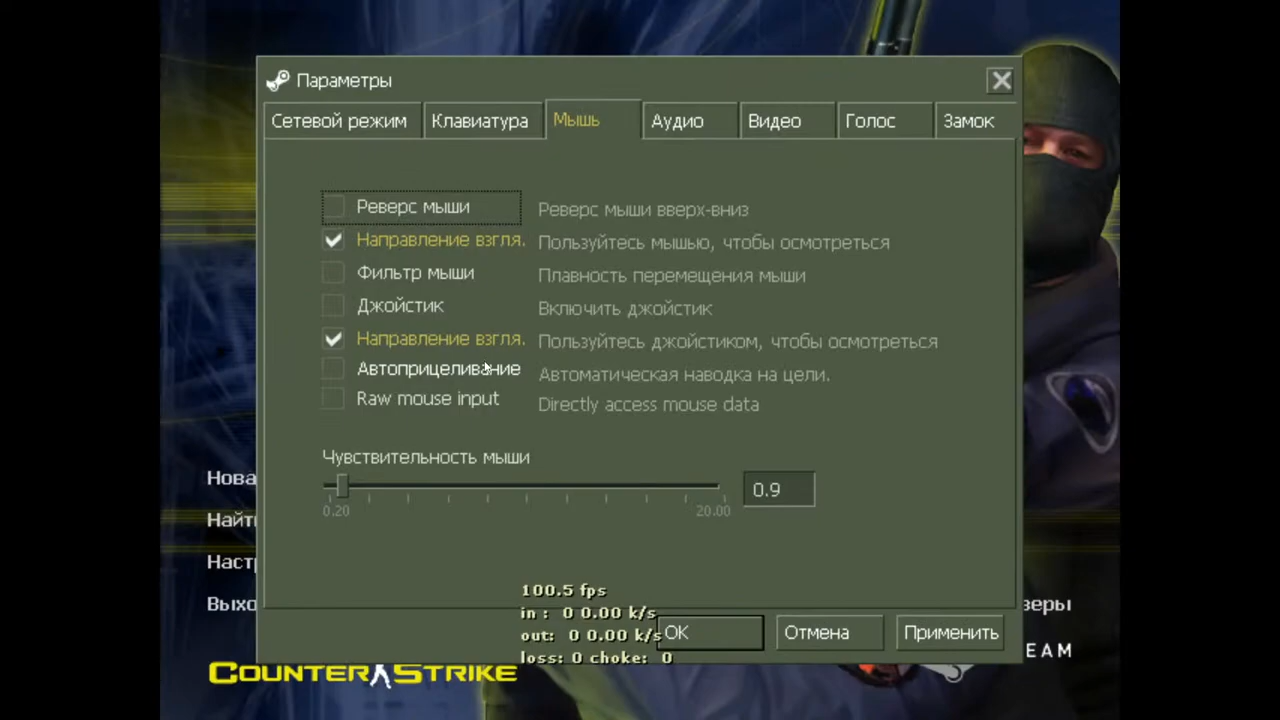 Параметры
Сетевой режим Клавиатура Мышь Аудио Видео Голос Замок
Реверс мыши Реверс мыши вверх-вниз
Направление взгля. Пользуйтесь мышью, чтобы осмотреться
Фильтр мыши Плавность перемещения мыши
Джойстик Включить джойстик
Направление взгля. Пользуйтесь джойстиком, чтобы осмотреться
Автоприцеливание Автоматическая наводка на цели.
Raw mouse input Directly access mouse data
Чувствительность мыши
0.9
0.20 20.00
Нова
Найти
Наст
Выхо
еверы
100.5 fps
in : 0 0.00 k/s
out: 0 0.00 k/s
loss: 0 choke: 0
OK Отмена Применить
EAM
COUNTER STRIKE